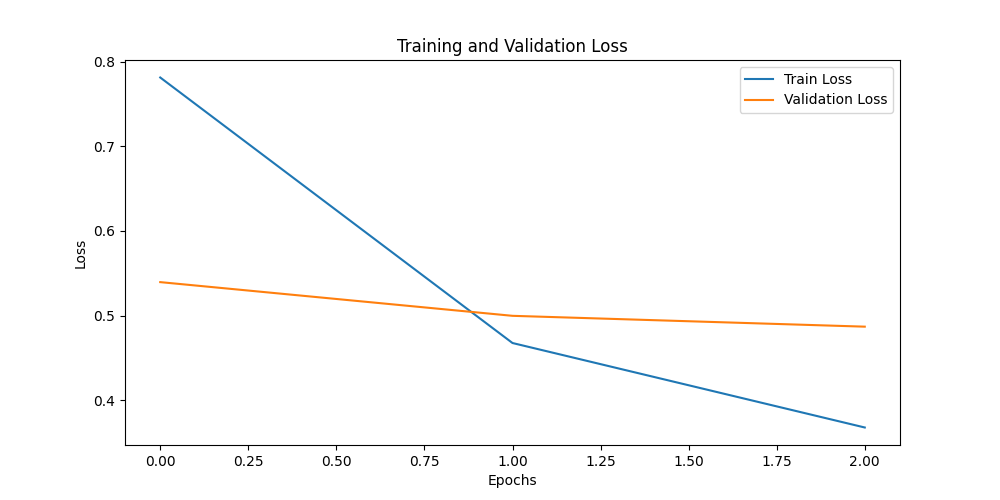 Training and Validation Loss
Train Loss
Validation Loss
0.8
0.7
0.6
0.5
0.4
Loss
0.00 0.25 0.50 0.75 1.00 1.25 1.50 1.75 2.00
Epochs